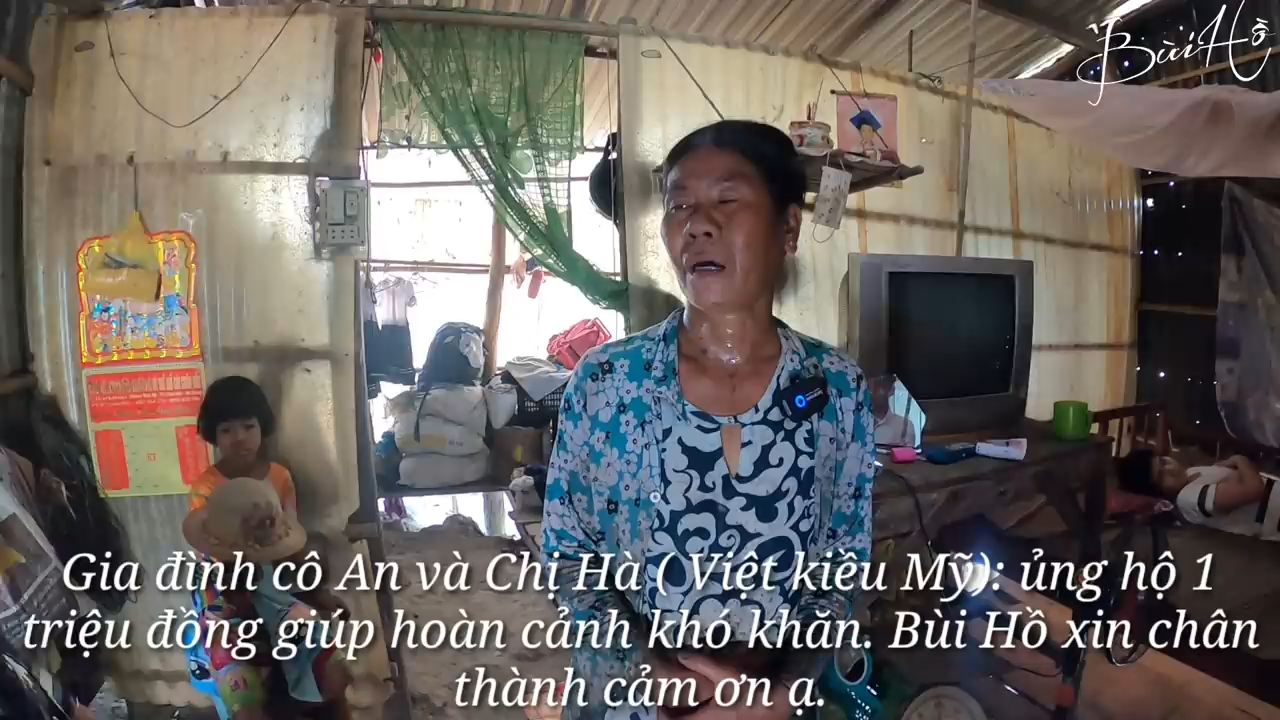 Bùi Hồ
Gia đình cô An và Chị Hà ( Việt kiều Mỹ): ủng hộ 1
triệu đồng giúp hoàn cảnh khó khăn. Bùi Hồ xin chân
thành cảm ơn ạ.